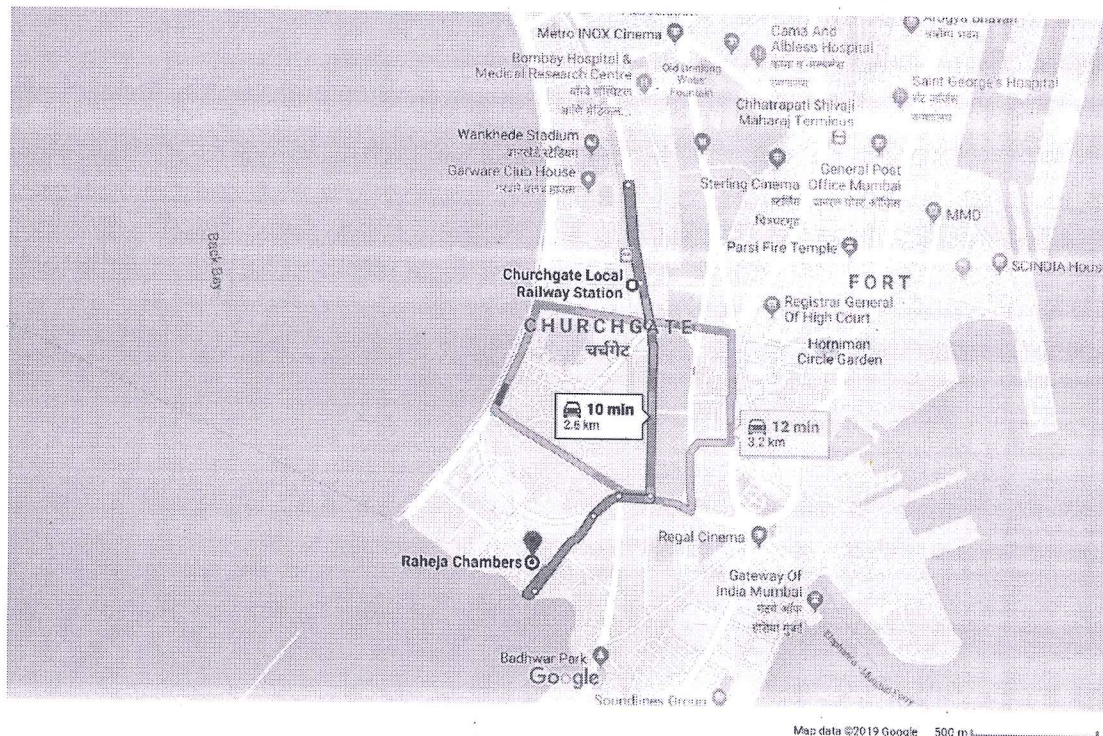 Metro INOX Cinema
Cama And
Albless Hospital
Bombay Hospital &
Medical Research Centre
Old
Water
Fountain
Saint George's Hospital
Chhatrapati Shivaji
Maharaj Terminus
Wankhede Stadium
Garware Club House
General Post
Office Mumbai
Sterling Cinema
MMD
Parsi Fire Temple
SCINDIA Hous
FORT
Back Bay
Churchgate Local
Railway Station
Registrar General
Of High Court
CHURCHGATE
चर्चगेट
Horniman
Circle Garden
10 min
2.6 km
12 min
3.2 km
Regal Cinema
Raheja Chambers
Gateway Of
India Mumbai
गेटवे ऑफ
इंडिया मुंबई
Badhwar Park
Google
Soundlines Group
Map data ©2019 Google 500 m